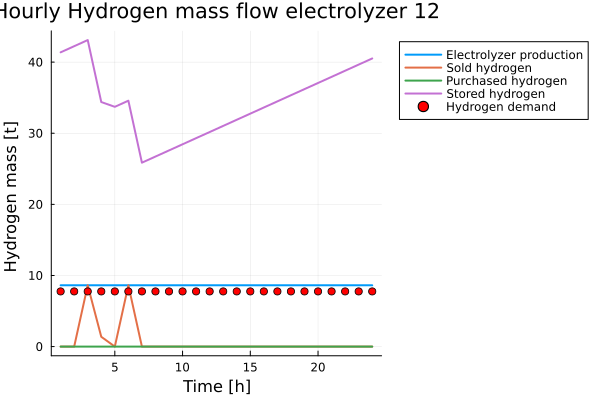 Hourly Hydrogen mass flow electrolyzer 12
Electrolyzer production
Sold hydrogen
Purchased hydrogen
Stored hydrogen
Hydrogen demand
Hydrogen mass [t]
40
30
20
10
0
5
10
15
20
Time [h]